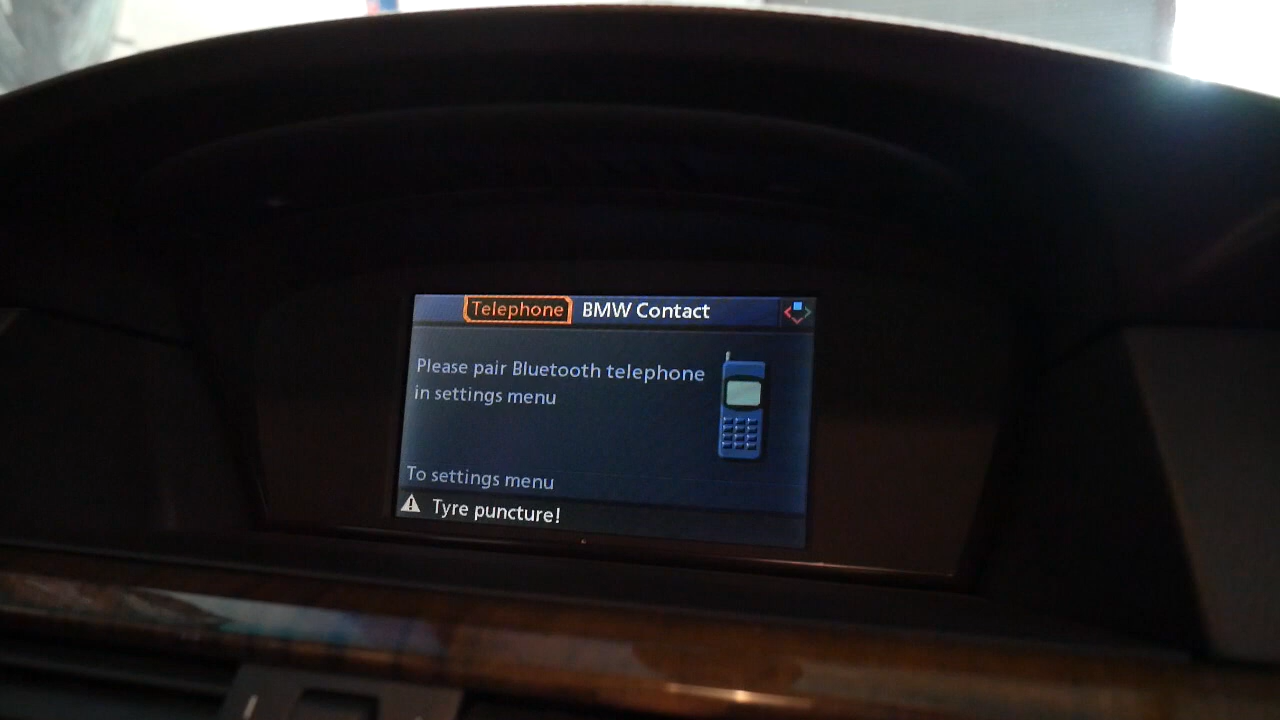 Telephone BMW Contact
Please pair Bluetooth telephone
in settings menu
To settings menu
Tyre puncture!